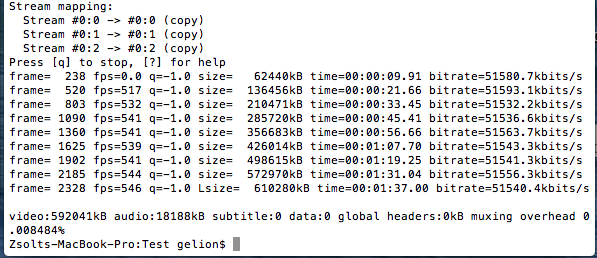 Stream mapping:
  Stream #0:0 -> #0:0 (copy)
  Stream #0:1 -> #0:1 (copy)
  Stream #0:2 -> #0:2 (copy)
Press [q] to stop, [?] for help
frame=  238 fps=0.0 q=-1.0 size=   62440kB time=00:00:09.91 bitrate=51580.7kbits/s
frame=  520 fps=517 q=-1.0 size=  136456kB time=00:00:21.66 bitrate=51593.1kbits/s
frame=  803 fps=532 q=-1.0 size=  210471kB time=00:00:33.45 bitrate=51532.2kbits/s
frame= 1090 fps=541 q=-1.0 size=  285720kB time=00:00:45.41 bitrate=51536.6kbits/s
frame= 1360 fps=541 q=-1.0 size=  356683kB time=00:00:56.66 bitrate=51563.7kbits/s
frame= 1625 fps=539 q=-1.0 size=  426014kB time=00:01:07.70 bitrate=51543.3kbits/s
frame= 1902 fps=541 q=-1.0 size=  498615kB time=00:01:19.25 bitrate=51541.3kbits/s
frame= 2185 fps=544 q=-1.0 size=  572970kB time=00:01:31.04 bitrate=51556.3kbits/s
frame= 2328 fps=546 q=-1.0 Lsize=  610280kB time=00:01:37.00 bitrate=51540.4kbits/s
video:592041kB audio:18188kB subtitle:0 data:0 global headers:0kB muxing overhead 0
.008484%
Zsolts-MacBook-Pro:Test gelion$